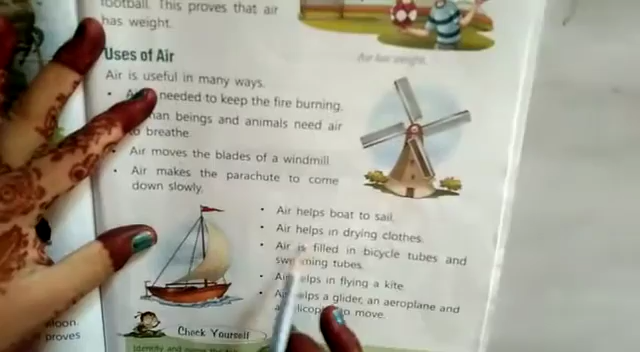 football. This proves that air
has weight.
Air has weight.
Uses of Air
Air is useful in many ways.
needed to keep the fire burning.
beings and animals need air
to breathe.
Air moves the blades of a windmill
Air makes the parachute to come
down slowly.
Air helps boat to sail.
Air helps in drying clothes.
Air is filled in bicycle tubes and
tubes.
in flying a kite.
a glider, an aeroplane and
to move.
proves
Check Yourself
Identify and